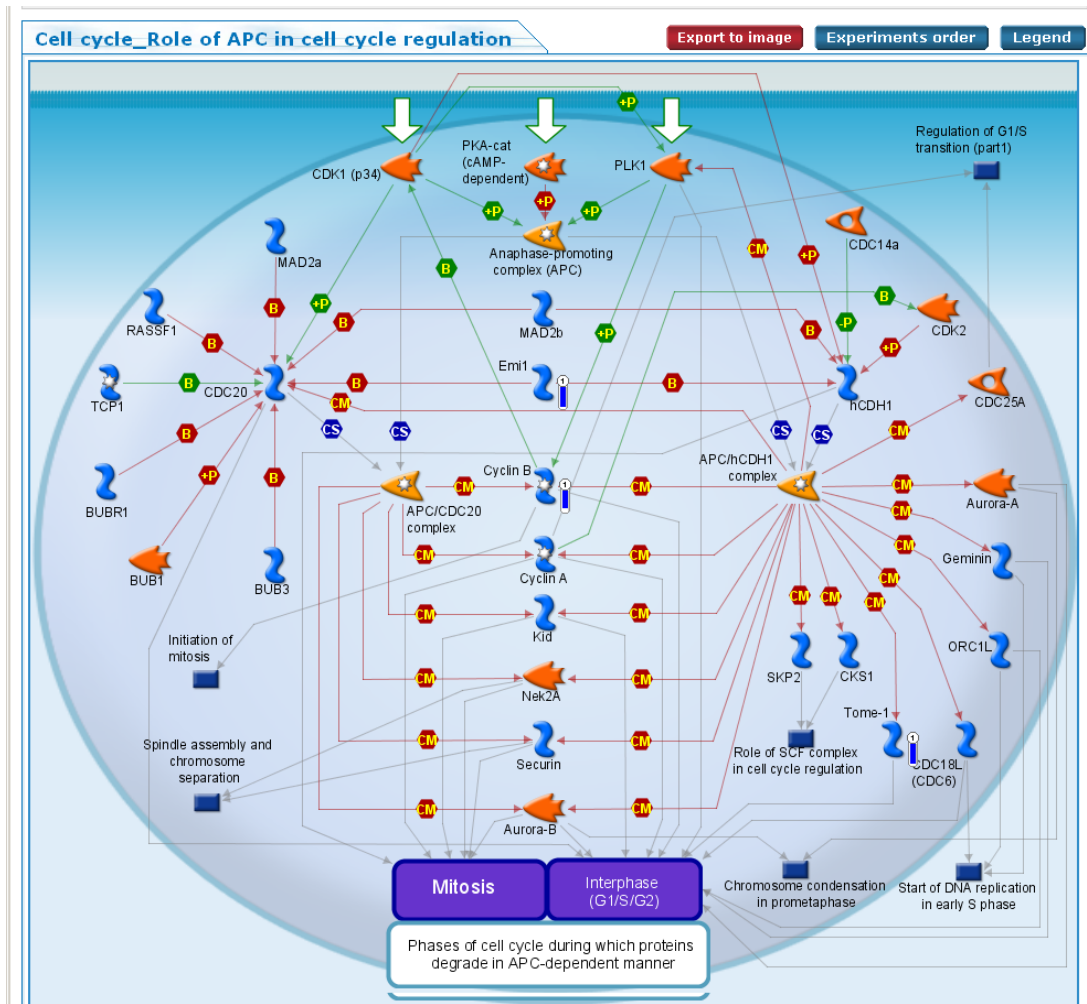 Cell cycle_Role of APC in cell cycle regulation
Export to image
Experiments order
Legend
+P
Regulation of G1/S
transition (part1)
PKA-cat
(cAMP-
dependent)
CDK1 (p34)
PLK1
+P
+P
+P
Anaphase-promoting
complex (APC)
CM
+P
CDC14a
MAD2a
B
B
B
+P
-P
CDK2
RASSF1
B
B
MAD2b
B
+P
B
+P
Emi1
1
TCP1
B
CDC20
B
B
hCDH1
CDC25A
CM
CS
CS
CS
CS
CM
B
+P
B
BUBR1
Cyclin B
1
APC/hCDH1
complex
CM
CM
CM
Aurora-A
APC/CDC20
complex
CM
BUB1
BUB3
CM
Cyclin A
CM
CM
CM
Geminin
CM
CM
CM
CM
Kid
CM
ORC1L
Initiation of
mitosis
SKP2
CKS1
CM
Nek2A
CM
Tome-1
1
Spindle assembly and
chromosome
separation
CM
Securin
CM
Role of SCF complex
in cell cycle regulation
CDC18L
(CDC6)
CM
Aurora-B
CM
Mitosis
Interphase
(G1/S/G2)
Chromosome condensation
in prometaphase
Start of DNA replication
in early S phase
Phases of cell cycle during which proteins
degrade in APC-dependent manner